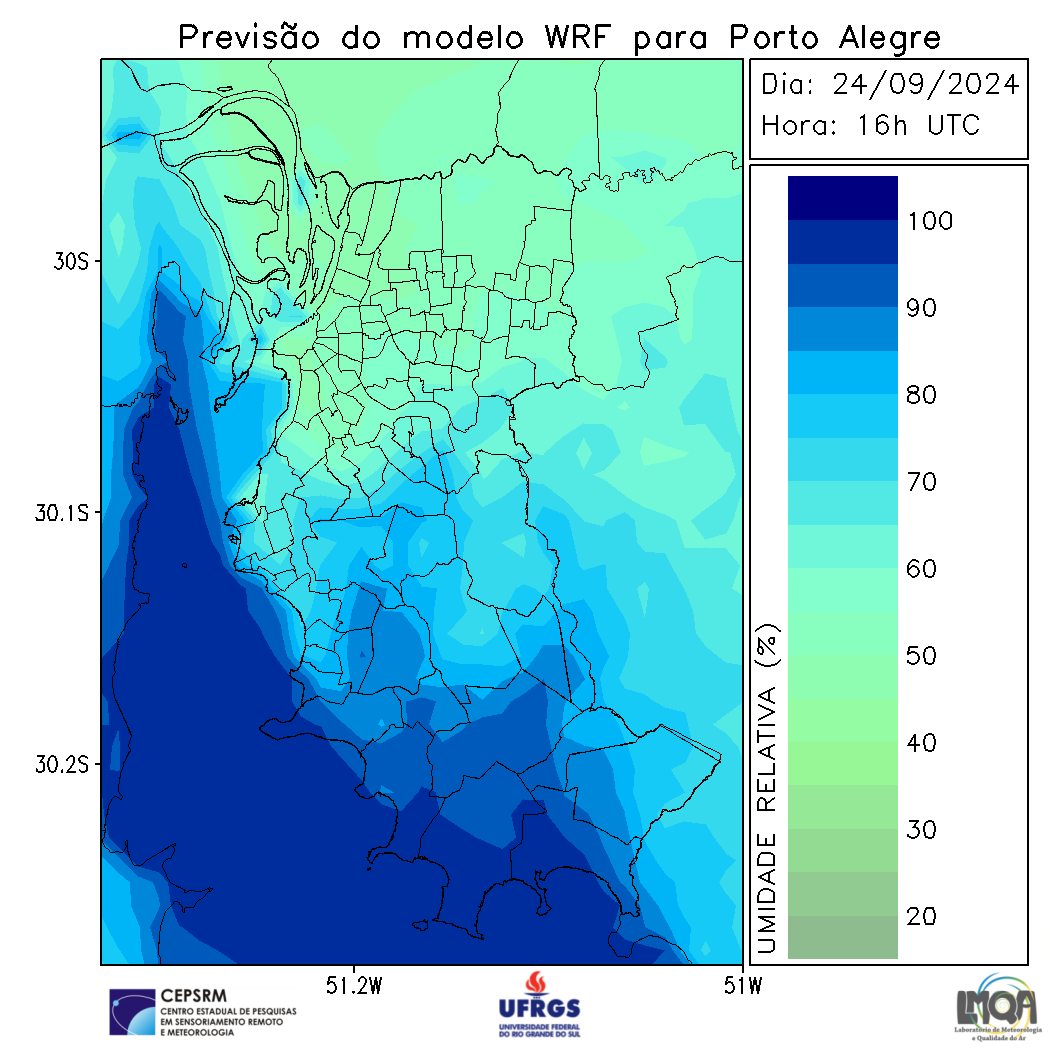 Previsão do modelo WRF para Porto Alegre
Dia: 24/09/2024
Hora: 16h UTC
30S
30.1S
30.2S
51.2W
51W
100
90
80
70
60
50
40
30
20
UMIDADE RELATIVA (%)
CEPSRM
CENTRO ESTADUAL DE PESQUISAS
EM SENSORIAMENTO REMOTO
E METEOROLOGIA
UFRGS
UNIVERSIDADE FEDERAL
DO RIO GRANDE DO SUL
LMQA
Laboratório de Meteorologia
e Qualidade do Ar